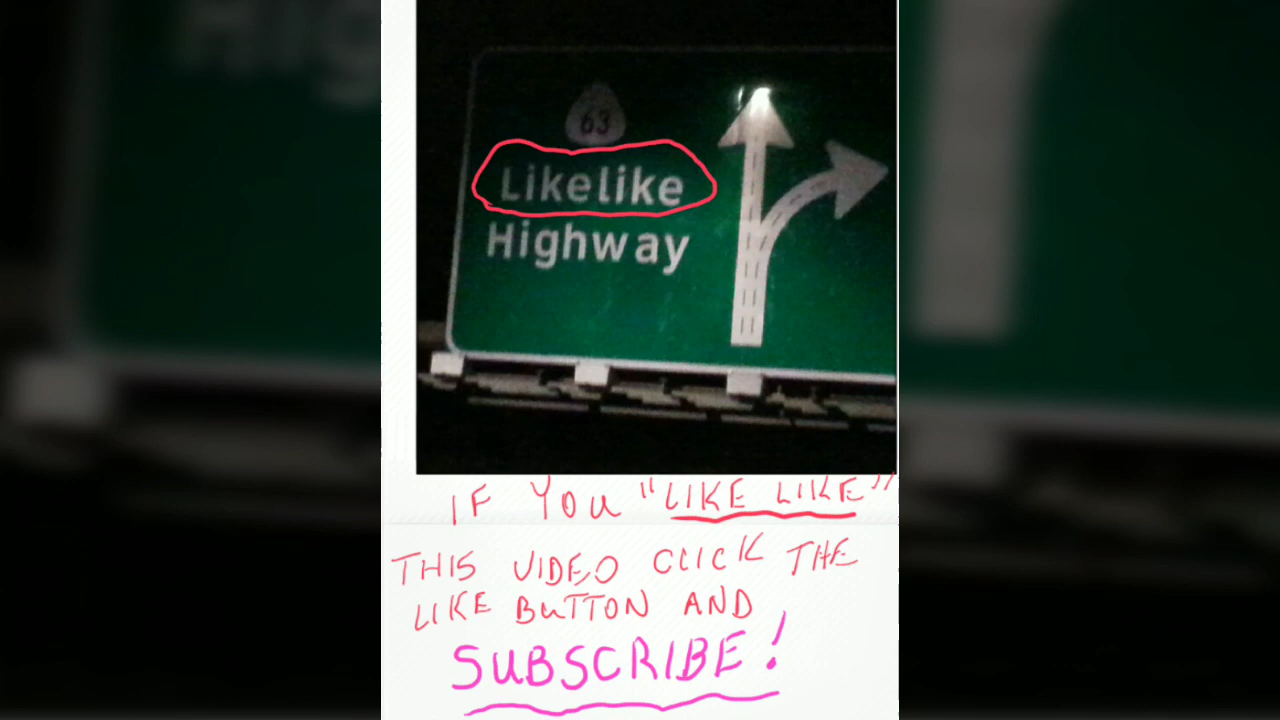 63
Likelike
Highway
IF YOU "LIKE LIKE"
THIS VIDEO CLICK THE
LIKE BUTTON AND
SUBSCRIBE!